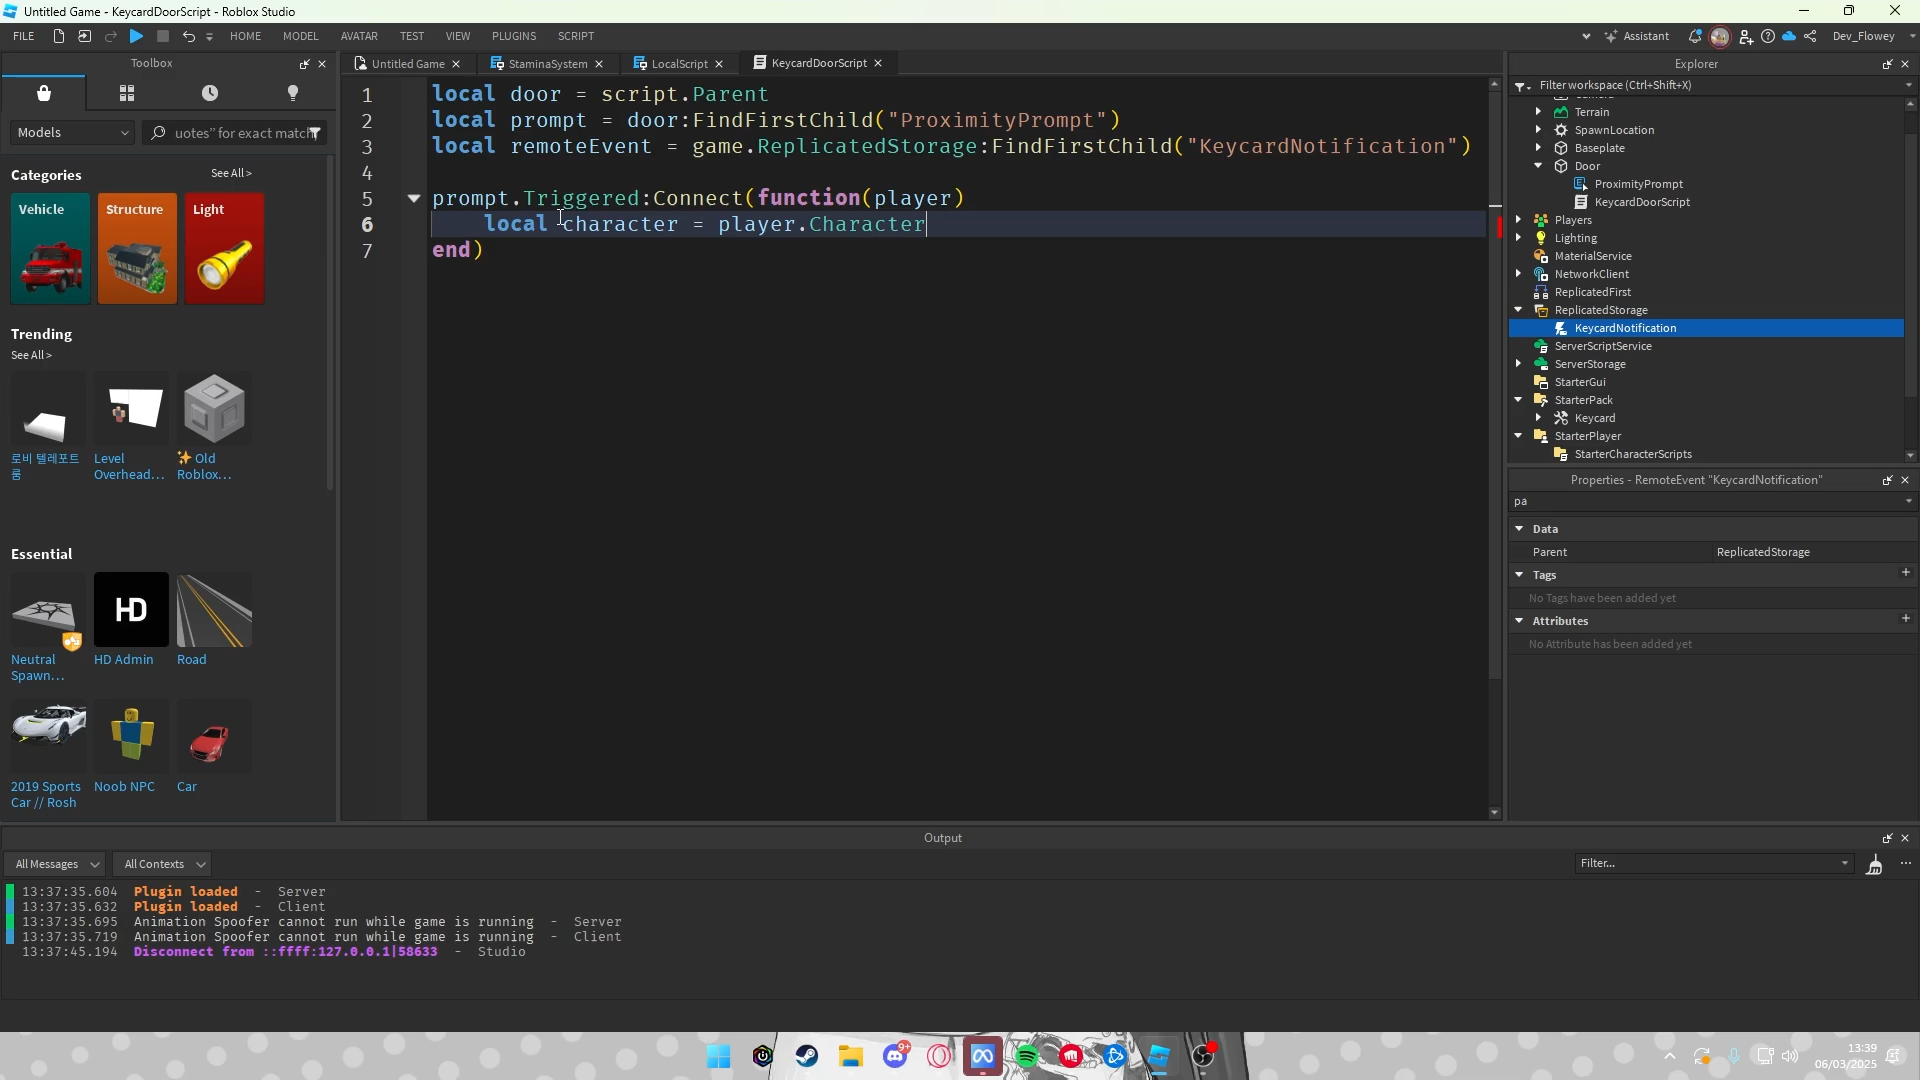 Untitled Game - KeycardDoorScript - Roblox Studio
FILE
HOME
MODEL
AVATAR
TEST
VIEW
PLUGINS
SCRIPT
Assistant
Dev_Flowey
Toolbox
Models
uotes” for exact match
Categories
See All >
Vehicle
Structure
Light
Trending
See All >
로비 텔레포트
룸
Level
Overhead...
✨ Old
Roblox...
Essential
HD
Neutral
Spawn...
HD Admin
Road
2019 Sports
Car // Rosh
Noob NPC
Car
Untitled Game
StaminaSystem
LocalScript
KeycardDoorScript
1 local door = script.Parent
2 local prompt = door:FindFirstChild("ProximityPrompt")
3 local remoteEvent = game.ReplicatedStorage:FindFirstChild("KeycardNotification")
4
5 prompt.Triggered:Connect(function(player)
6 local character = player.Character
7 end)
Explorer
Filter workspace (Ctrl+Shift+X)
Terrain
SpawnLocation
Baseplate
Door
ProximityPrompt
KeycardDoorScript
Players
Lighting
MaterialService
NetworkClient
ReplicatedFirst
ReplicatedStorage
KeycardNotification
ServerScriptService
ServerStorage
StarterGui
StarterPack
Keycard
StarterPlayer
StarterCharacterScripts
Properties - RemoteEvent "KeycardNotification"
pa
Data
Parent ReplicatedStorage
Tags
No Tags have been added yet
Attributes
No Attribute has been added yet
Output
All Messages
All Contexts
Filter...
13:37:35.604 Plugin loaded - Server
13:37:35.632 Plugin loaded - Client
13:37:35.695 Animation Spoofer cannot run while game is running - Server
13:37:35.719 Animation Spoofer cannot run while game is running - Client
13:37:45.194 Disconnect from ::ffff:127.0.0.1|58633 - Studio
9+
13:39
06/03/2025